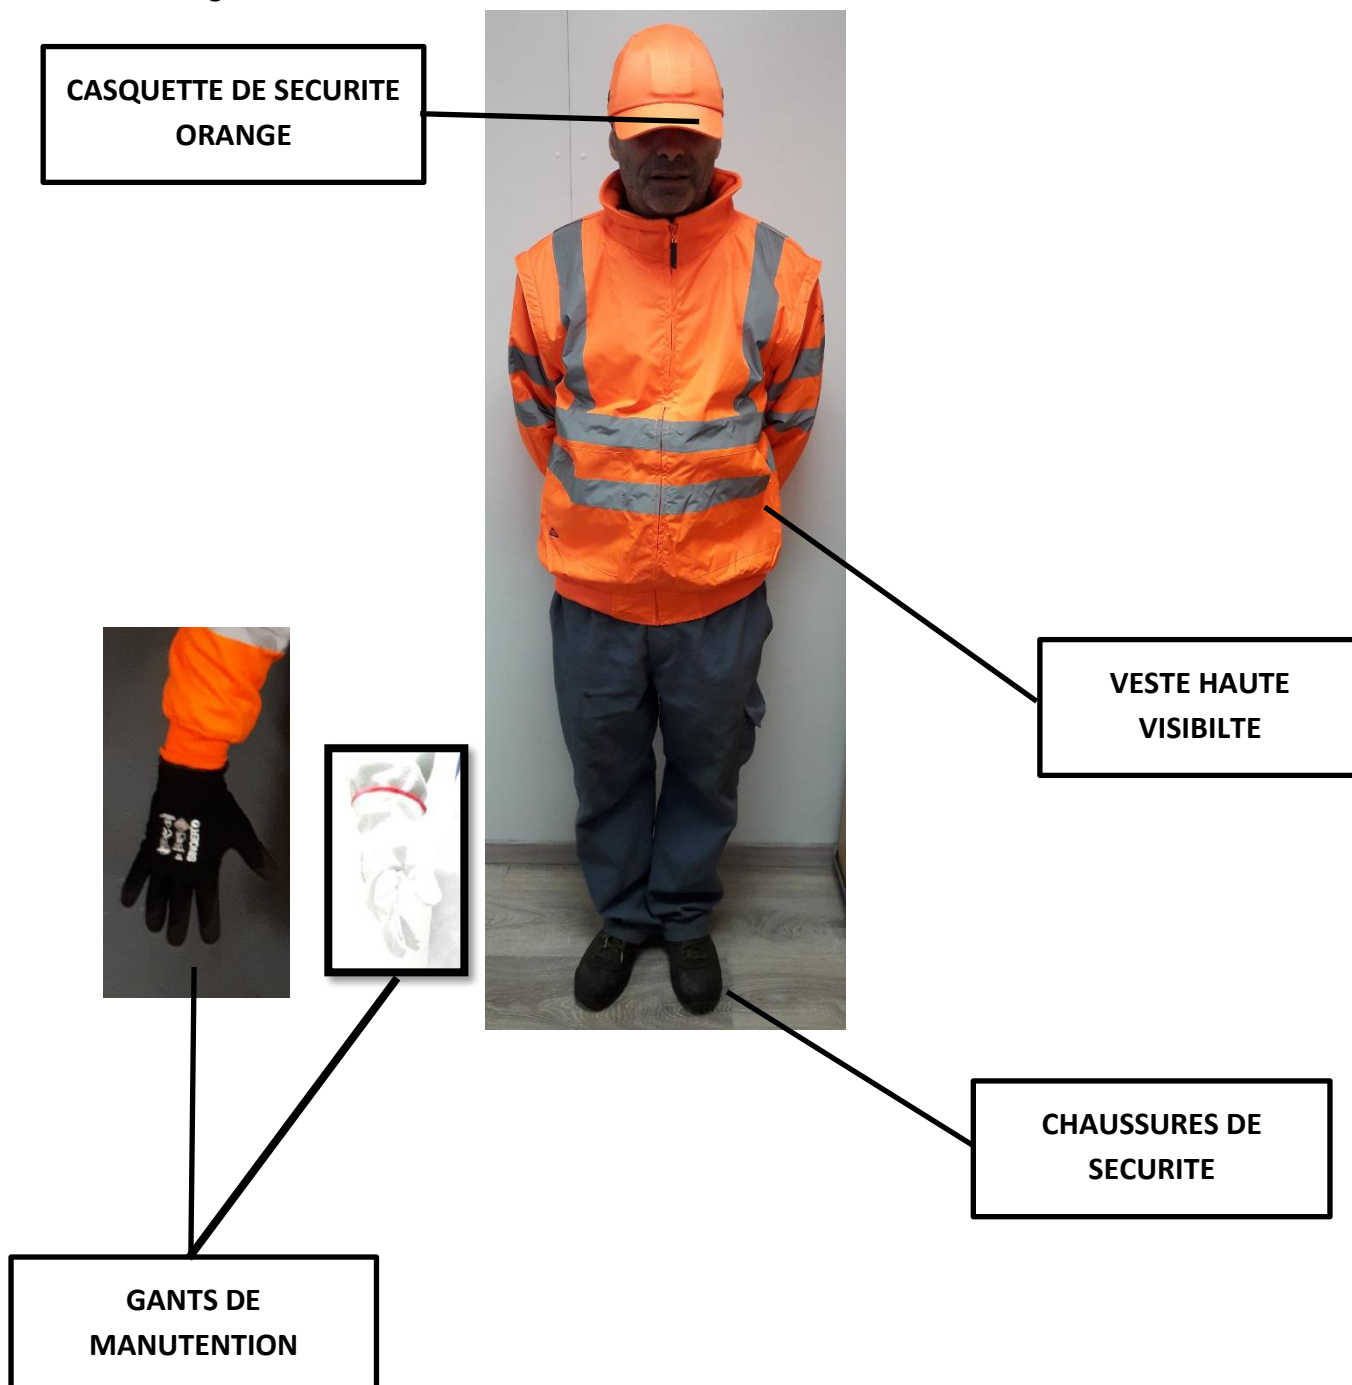 CASQUETTE DE SECURITE
ORANGE
VESTE HAUTE
VISIBILTE
CHAUSSURES DE
SECURITE
GANTS DE
MANUTENTION